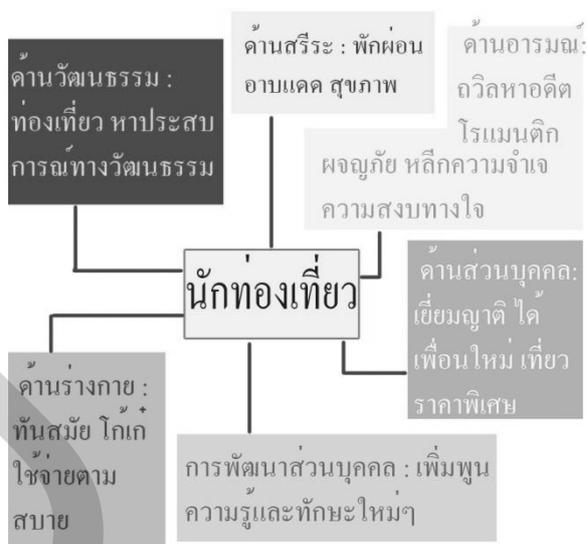 ด้านวัฒนธรรม :
ท่องเที่ยว หาประสบ
การณ์ทางวัฒนธรรม
ด้านสรีระ : พักผ่อน
อาบแดด สุขภาพ
ด้านอารมณ์:
ถวิลหาอดีต
โรแมนติก
ผจญภัย หลีกความจำเจ
ความสงบทางใจ
นักท่องเที่ยว
ด้านส่วนบุคคล:
เยี่ยมญาติ ได้
เพื่อนใหม่ เที่ยว
ราคาพิเศษ
ด้านร่างกาย :
ทันสมัย โก้เก๋
ใช้จ่ายตาม
สบาย
การพัฒนาส่วนบุคคล : เพิ่มพูน
ความรู้และทักษะใหม่ๆ